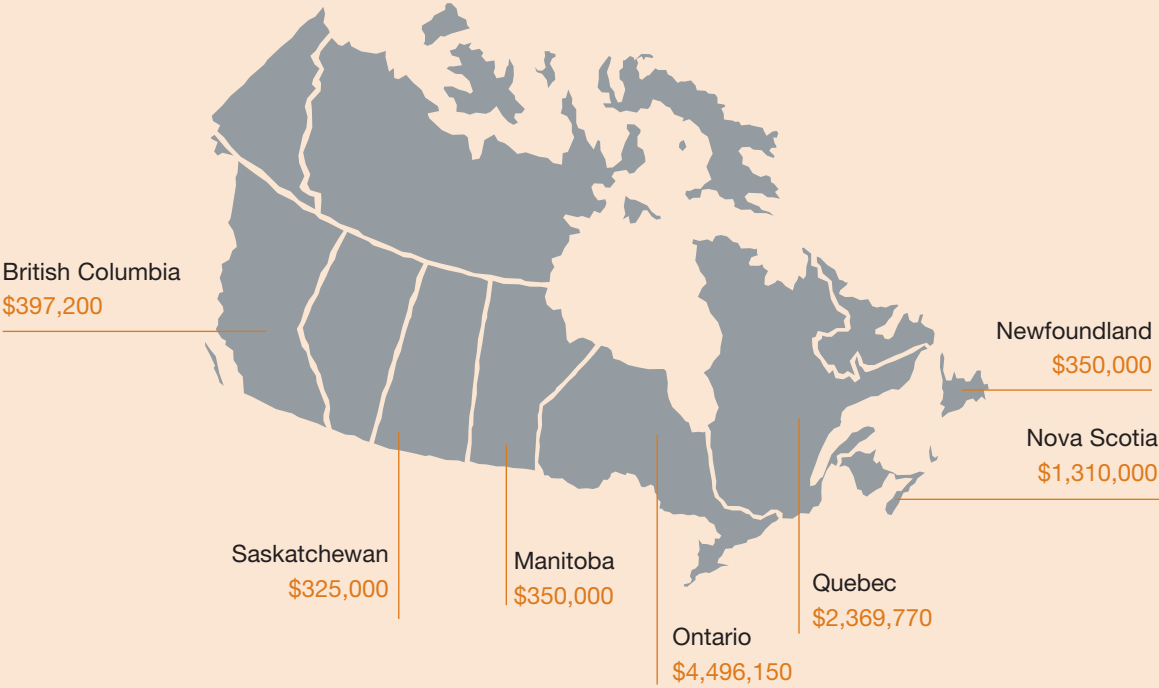 British Columbia
$397,200
Newfoundland
$350,000
Nova Scotia
$1,310,000
Saskatchewan
$325,000
Manitoba
$350,000
Quebec
$2,369,770
Ontario
$4,496,150